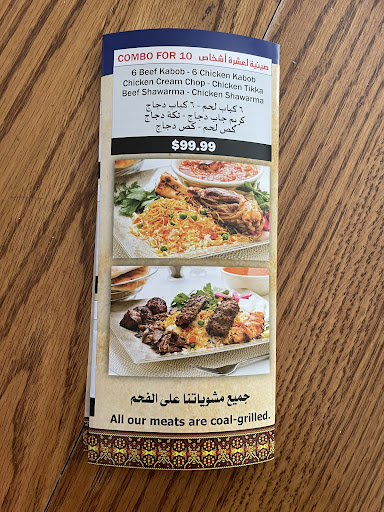 COMBO FOR 10 صينية لعشرة أشخاص
6 Beef Kabob - 6 Chicken Kabob
Chicken Cream Chop - Chicken Tikka
Beef Shawarma - Chicken Shawarma
٦ كباب لحم - ٦ كباب دجاج
كريم جاب دجاج - تكة دجاج
كص لحم - كص دجاج
$99.99
جميع مشوياتنا على الفحم
All our meats are coal-grilled.